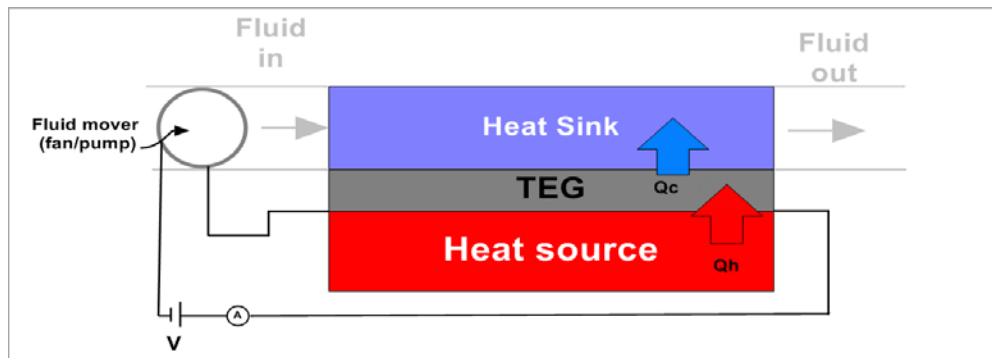 Fluid
in
Fluid
out
Fluid mover
(fan/pump)
Heat Sink
Qc
TEG
Heat source
Qh
A
V